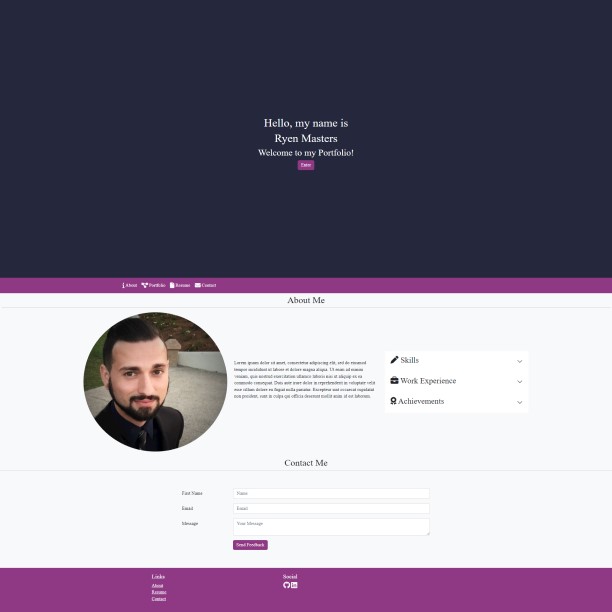 Hello, my name is
Ryen Masters
Welcome to my Portfolio!
Enter
About Portfolio Resume Contact
About Me
Lorem ipsum dolor sit amet, consectetur adipiscing elit, sed do eiusmod
tempor incididunt ut labore et dolore magna aliqua. Ut enim ad minim
veniam, quis nostrud exercitation ullamco laboris nisi ut aliquip ex ea
commodo consequat. Duis aute irure dolor in reprehenderit in voluptate velit
esse cillum dolore eu fugiat nulla pariatur. Excepteur sint occaecat cupidatat
non proident, sunt in culpa qui officia deserunt mollit anim id est laborum.
Skills
Work Experience
Achievements
Contact Me
First Name
Name
Email
Email
Message
Your Message
Send Feedback
Links
About
Resume
Contact
Social